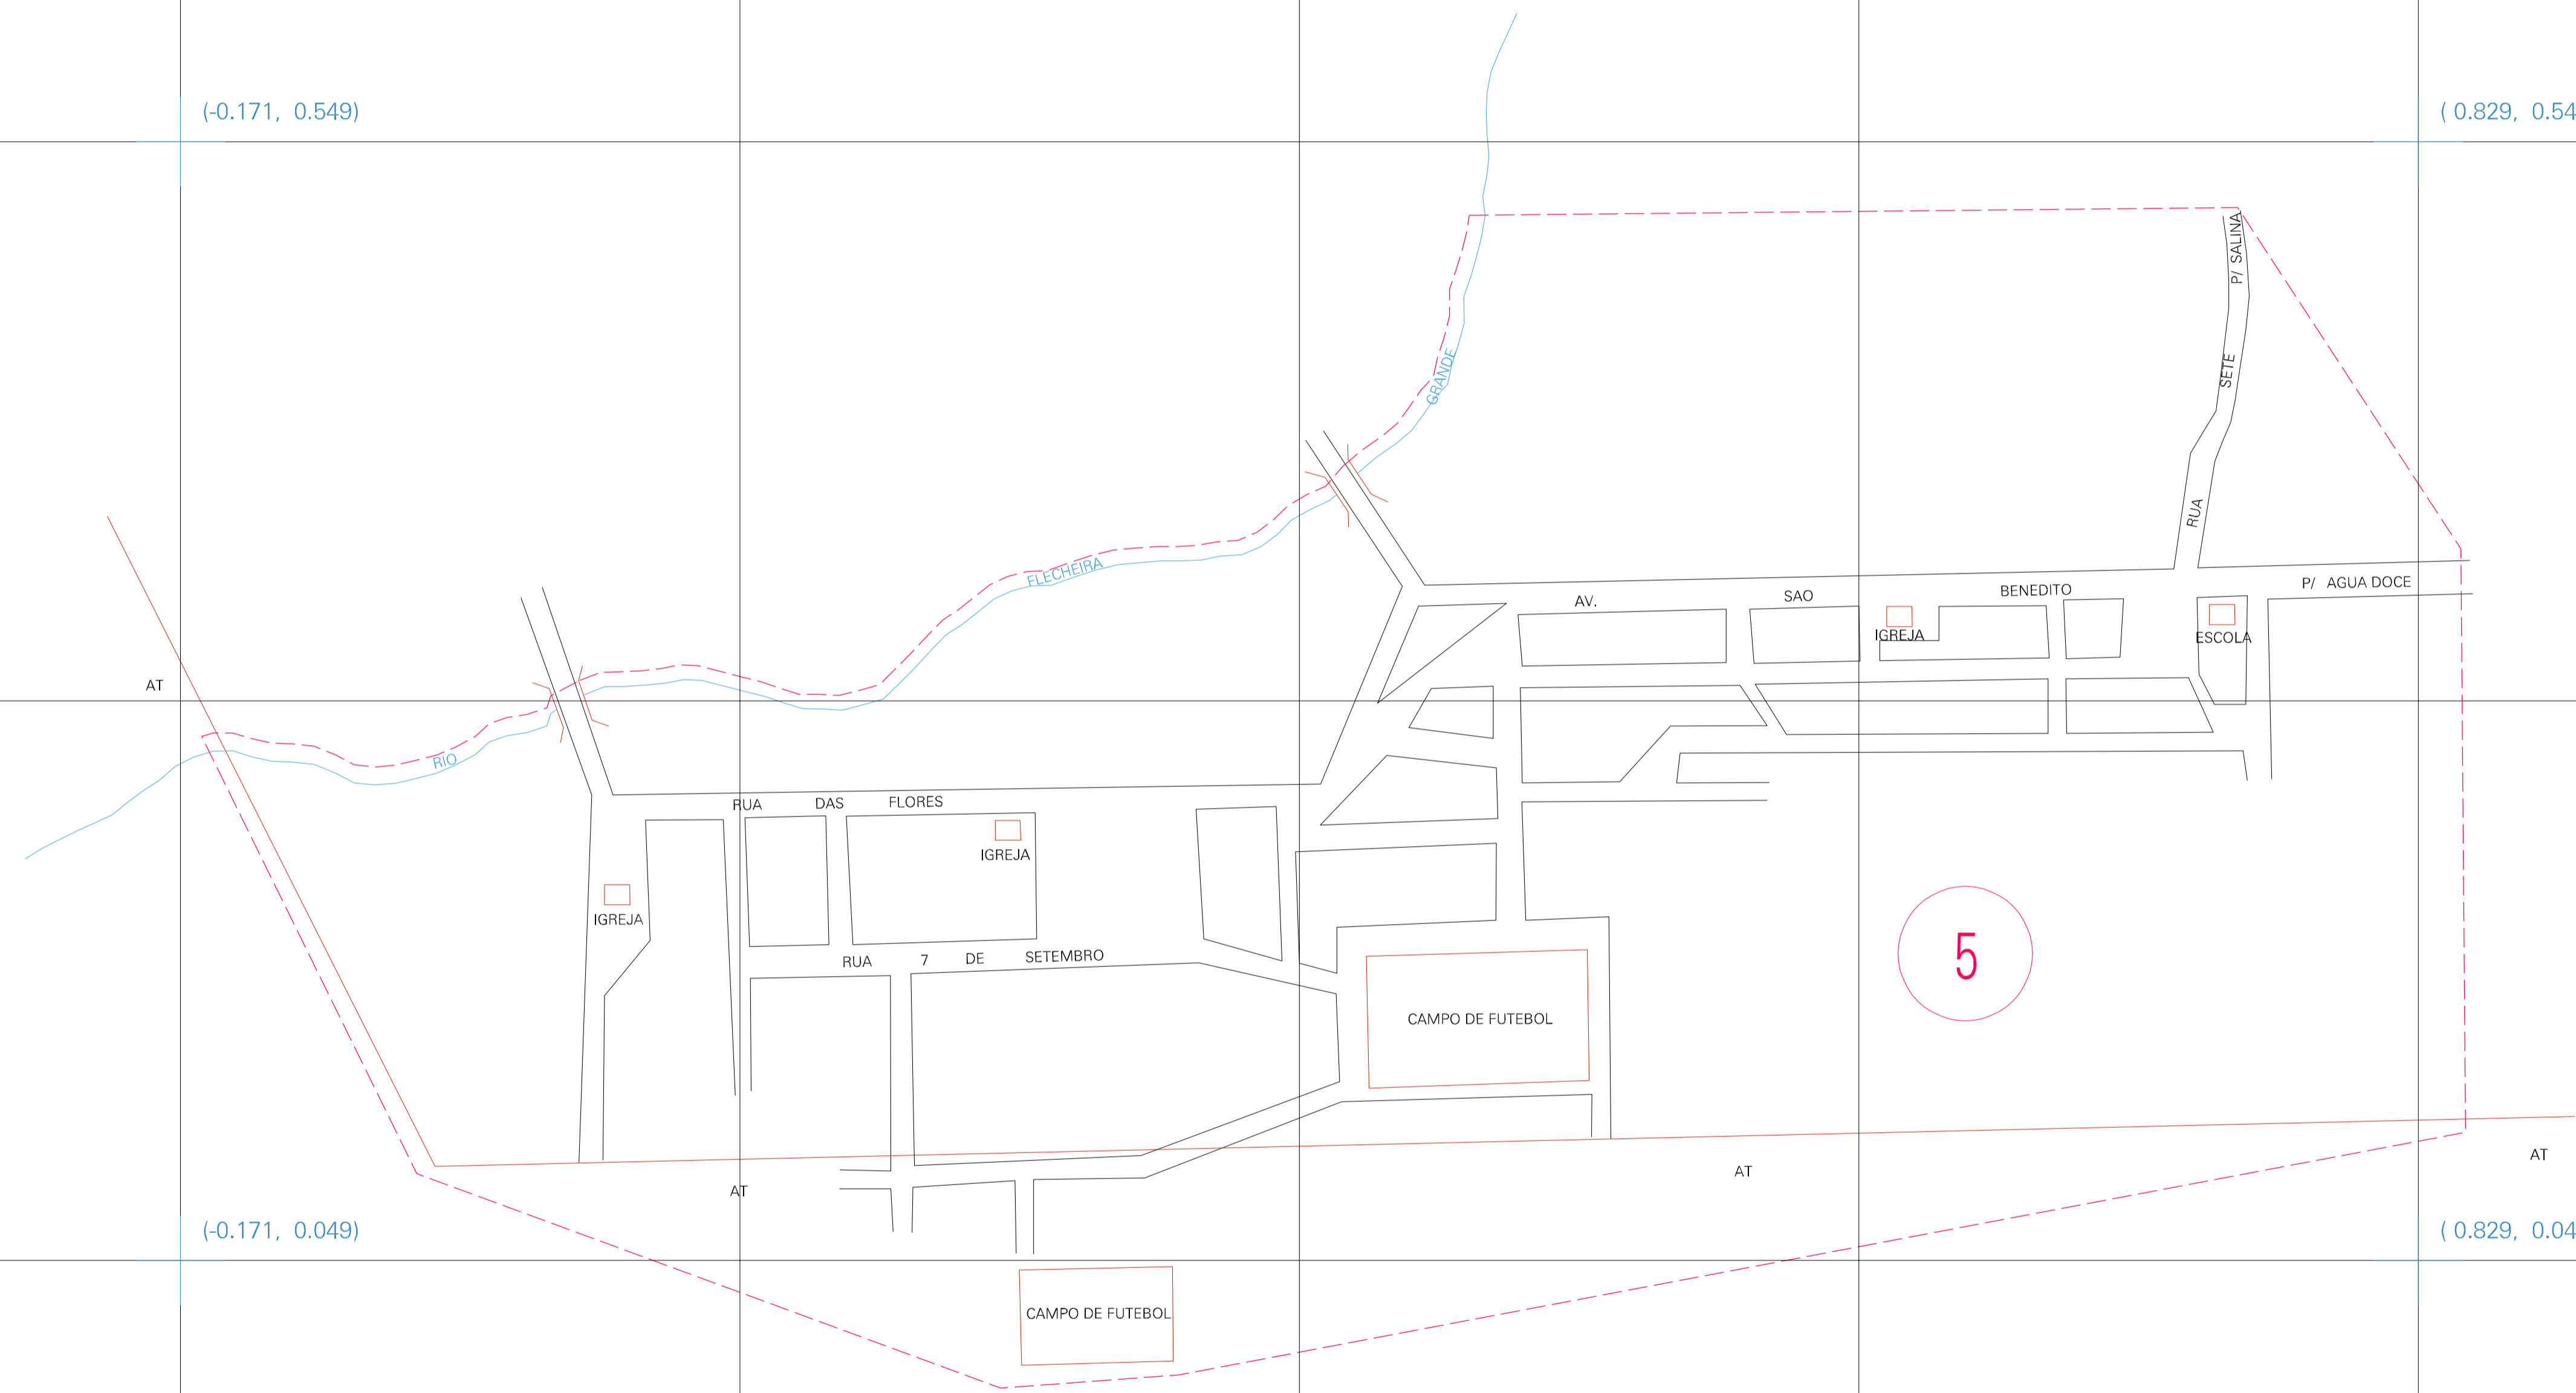 (-0.171, 0.549)
( 0.829, 0.54
P/ SALINA
SETE
RUA
GRANDE
FLECHEIRA
RIO
P/ AGUA DOCE
AV. SAO BENEDITO
IGREJA
ESCOLA
AT
RUA DAS FLORES
IGREJA
IGREJA
RUA 7 DE SETEMBRO
5
CAMPO DE FUTEBOL
AT
AT
AT
(-0.171, 0.049)
( 0.829, 0.04
CAMPO DE FUTEBOL